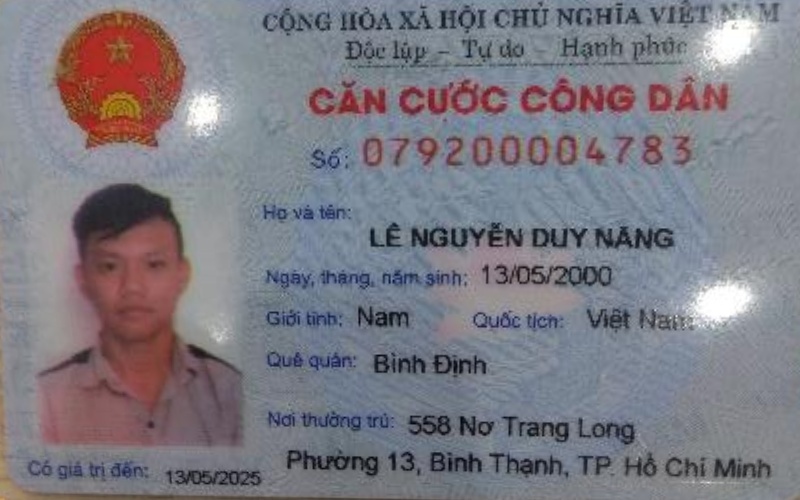 CỘNG HÒA XÃ HỘI CHỦ NGHĨA VIỆT NAM
Độc lập – Tự do – Hạnh phúc
CĂN CƯỚC CÔNG DÂN
Số: 079200004783
Họ và tên:
LÊ NGUYỄN DUY NĂNG
Ngày, tháng, năm sinh: 13/05/2000
Giới tính: Nam Quốc tịch: Việt Nam
Quê quán: Bình Định
Nơi thường trú: 558 Nơ Trang Long
Phường 13, Bình Thạnh, TP. Hồ Chí Minh
Có giá trị đến: 13/05/2025